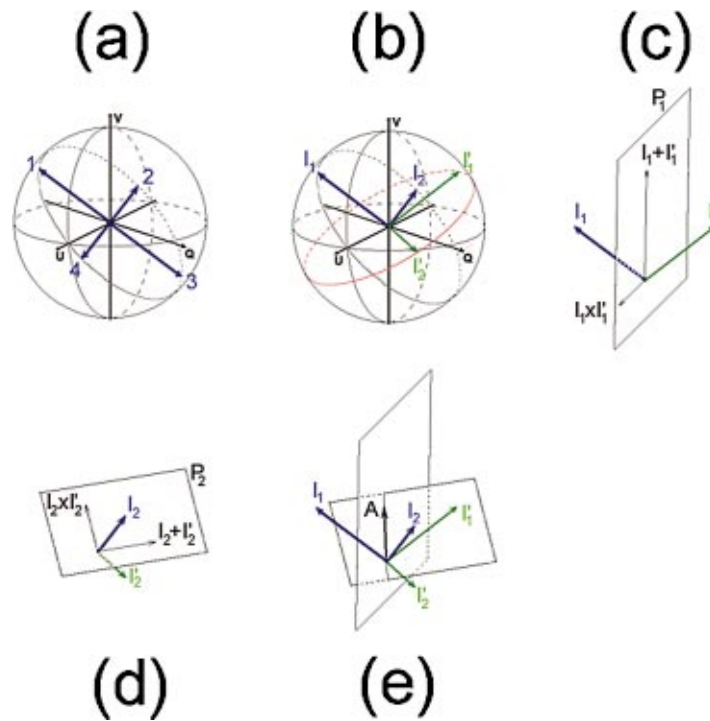 (a) (b) (c)
V V P₁
1 2 I₁ I₂ I'₁ I₁+I'₁
I₁
U 4 Q 3 U I'₂ Q I₁xI'₁
P₂
I₂xI'₂ I₂ I₁ A I₂ I'₁
I₂+I'₂
I'₂ I'₂
(d) (e)